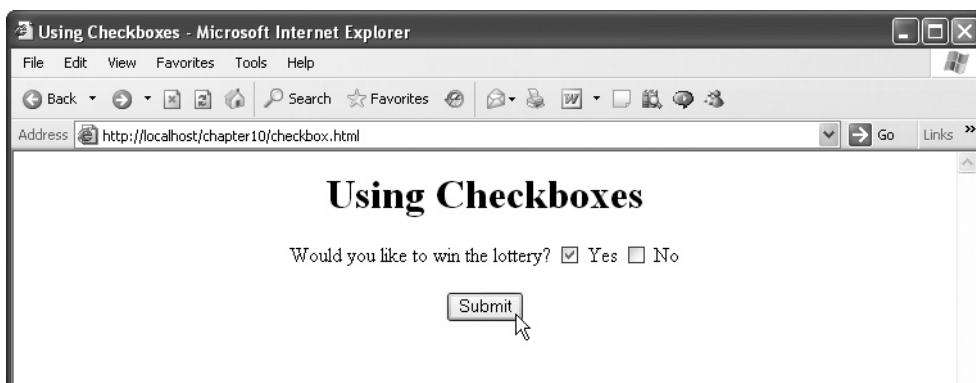 Using Checkboxes - Microsoft Internet Explorer
File Edit View Favorites Tools Help
Back Search Favorites
Address http://localhost/chapter10/checkbox.html Go Links »
Using Checkboxes
Would you like to win the lottery? Yes No
Submit